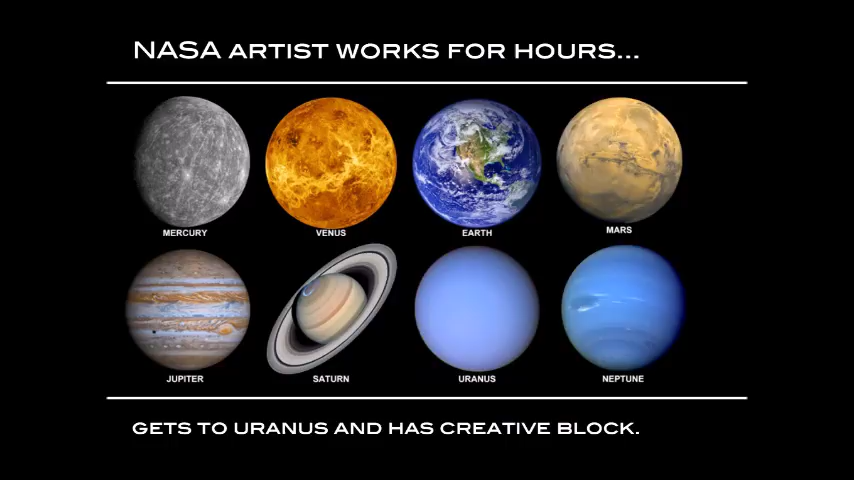 NASA ARTIST WORKS FOR HOURS...
MERCURY
VENUS
EARTH
MARS
JUPITER
SATURN
URANUS
NEPTUNE
GETS TO URANUS AND HAS CREATIVE BLOCK.